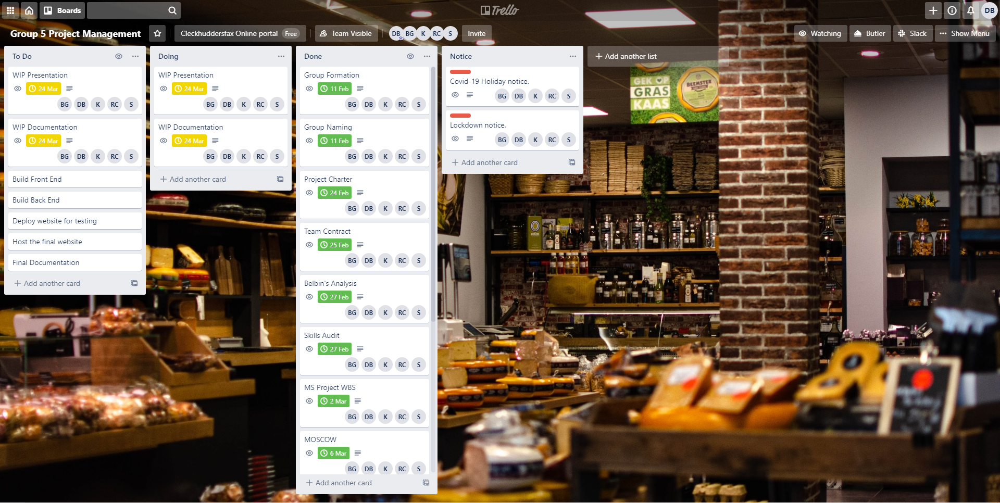 Boards
Trello
DB
Group 5 Project Management
Cleckhuddersfax Online portal Free
Team Visible
DB BG K RC S
Invite
Watching
Butler
Slack
Show Menu
To Do
WIP Presentation
24 Mar
BG DB K RC S
WIP Documentation
24 Mar
BG DB K RC S
Build Front End
Build Back End
Deploy website for testing
Host the final website
Final Documentation
Add another card
Doing
WIP Presentation
24 Mar
BG DB K RC S
WIP Documentation
24 Mar
BG DB K RC S
Add another card
Done
Group Formation
11 Feb
BG DB K RC S
Group Naming
11 Feb
BG DB K RC S
Project Charter
24 Feb
BG DB K RC S
Team Contract
25 Feb
BG DB K RC S
Belbin's Analysis
27 Feb
BG DB K RC S
Skills Audit
27 Feb
BG DB K RC S
MS Project WBS
2 Mar
BG DB K RC S
MOSCOW
6 Mar
BG DB K RC S
Add another card
Notice
Covid-19 Holiday notice.
BG DB K RC S
Lockdown notice.
BG DB K RC S
Add another card
Add another list
GEK OP
GRAS
KAAS
BEEMSTER